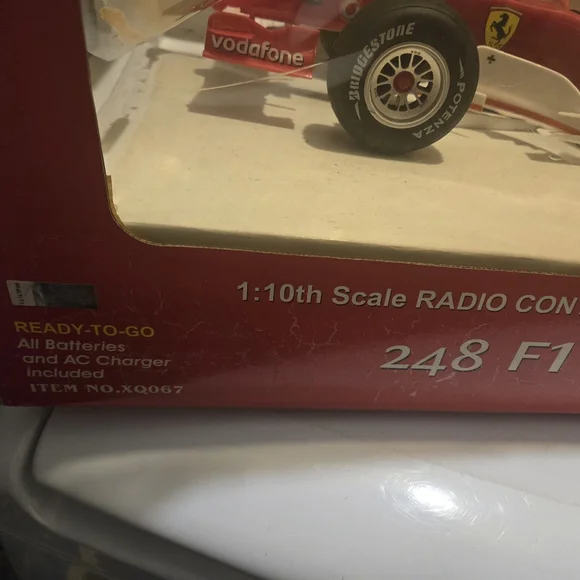 vodafone
BRIDGESTONE
POTENZA
1:10th Scale RADIO CON
248 F1
READY-TO-GO
All Batteries
and AC Charger
included
ITEM NO.XQ067